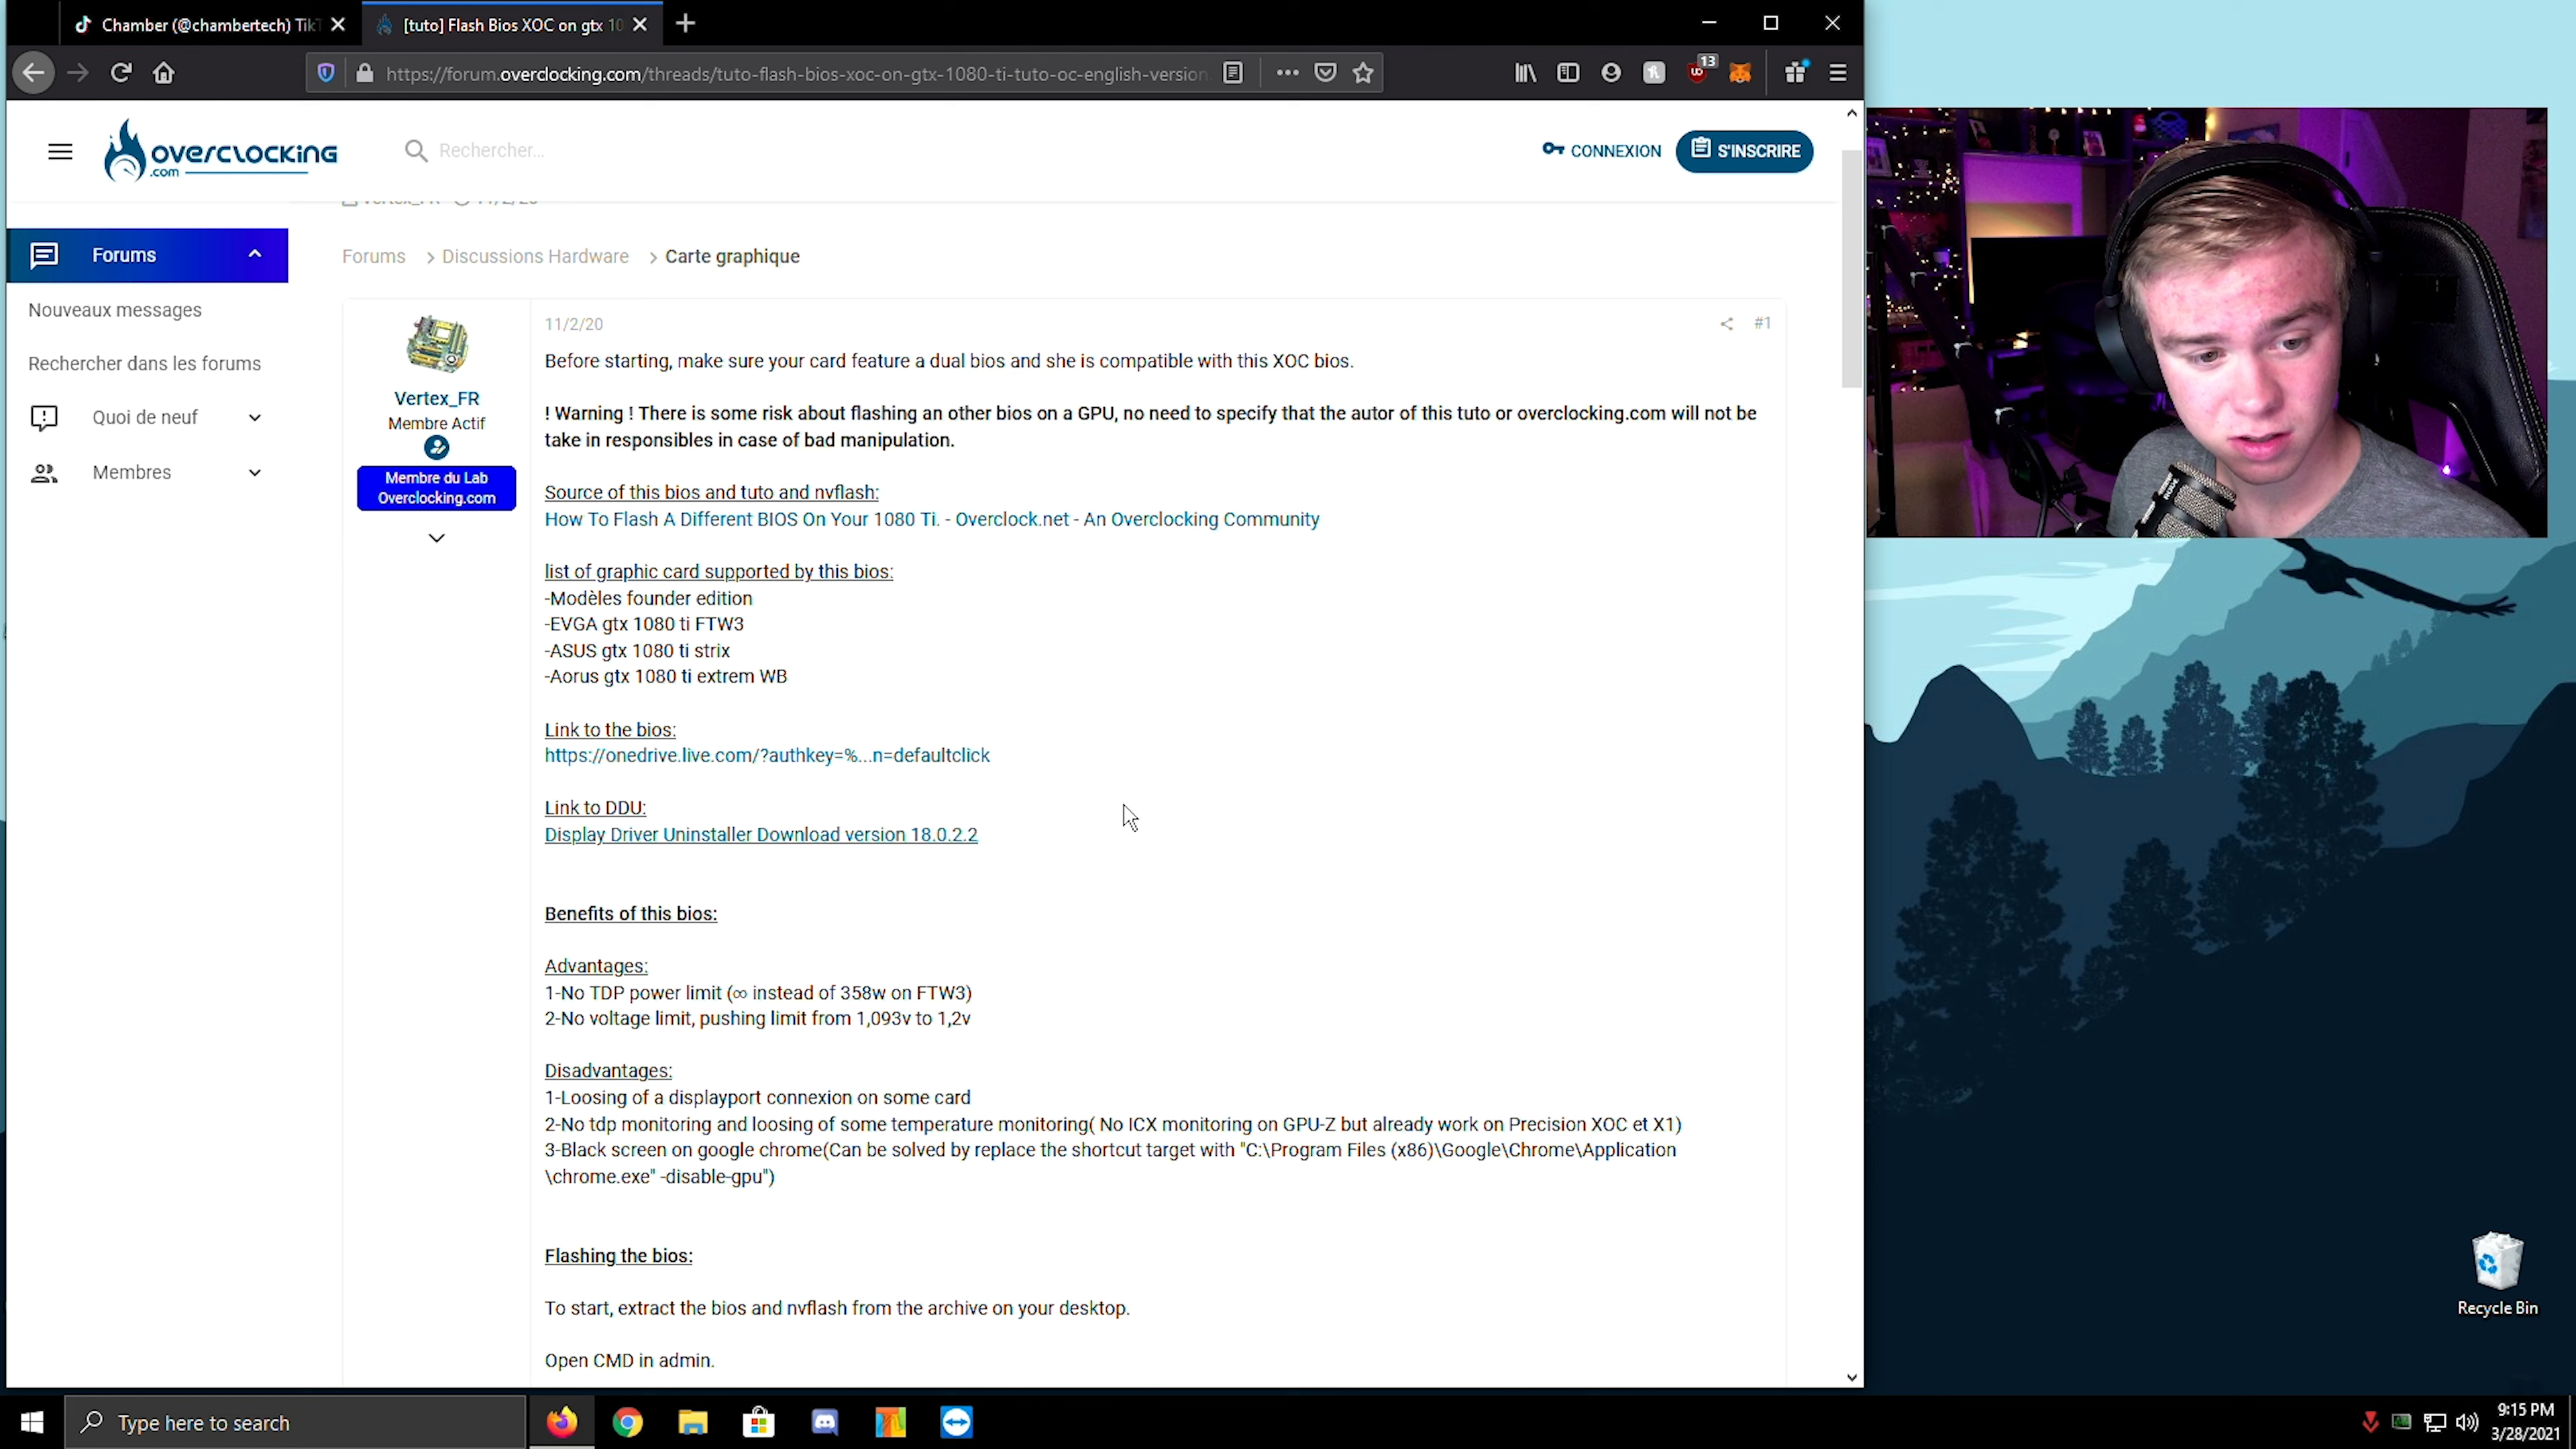 Chamber (@chambertech) Tik
[tuto] Flash Bios XOC on gtx 10
https://forum.overclocking.com/threads/tuto-flash-bios-xoc-on-gtx-1080-ti-tuto-oc-english-version
13
OVERCLOCKING
.com
Rechercher...
CONNEXION
S'INSCRIRE
Vertex_FR 11/2/20
Forums
Nouveaux messages
Rechercher dans les forums
Quoi de neuf
Membres
Forums > Discussions Hardware > Carte graphique
Vertex_FR
Membre Actif
Membre du Lab
Overclocking.com
11/2/20
#1
Before starting, make sure your card feature a dual bios and she is compatible with this XOC bios.
! Warning ! There is some risk about flashing an other bios on a GPU, no need to specify that the autor of this tuto or overclocking.com will not be
take in responsibles in case of bad manipulation.
Source of this bios and tuto and nvflash:
How To Flash A Different BIOS On Your 1080 Ti. - Overclock.net - An Overclocking Community
list of graphic card supported by this bios:
-Modèles founder edition
-EVGA gtx 1080 ti FTW3
-ASUS gtx 1080 ti strix
-Aorus gtx 1080 ti extrem WB
Link to the bios:
https://onedrive.live.com/?authkey=%...n=defaultclick
Link to DDU:
Display Driver Uninstaller Download version 18.0.2.2
Benefits of this bios:
Advantages:
1-No TDP power limit (∞ instead of 358w on FTW3)
2-No voltage limit, pushing limit from 1,093v to 1,2v
Disadvantages:
1-Loosing of a displayport connexion on some card
2-No tdp monitoring and loosing of some temperature monitoring( No ICX monitoring on GPU-Z but already work on Precision XOC et X1)
3-Black screen on google chrome(Can be solved by replace the shortcut target with "C:\Program Files (x86)\Google\Chrome\Application
\chrome.exe" -disable-gpu")
Flashing the bios:
To start, extract the bios and nvflash from the archive on your desktop.
Open CMD in admin.
RØDE
Recycle Bin
Type here to search
9:15 PM
3/28/2021